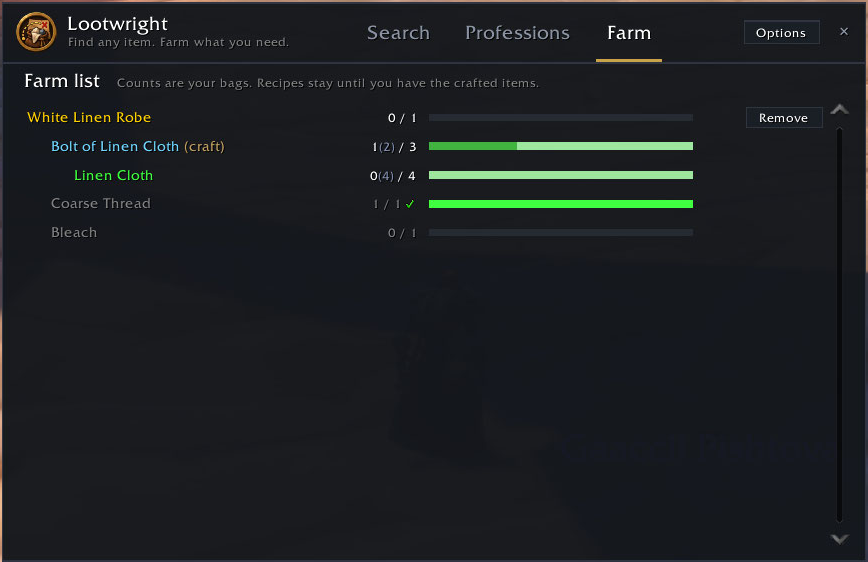 Lootwright
Find any item. Farm what you need.
Search Professions Farm Options ×
Farm list Counts are your bags. Recipes stay until you have the crafted items.
White Linen Robe 0 / 1 Remove
Bolt of Linen Cloth (craft) 1(2) / 3
Linen Cloth 0(4) / 4
Coarse Thread 1 / 1 ✓
Bleach 0 / 1